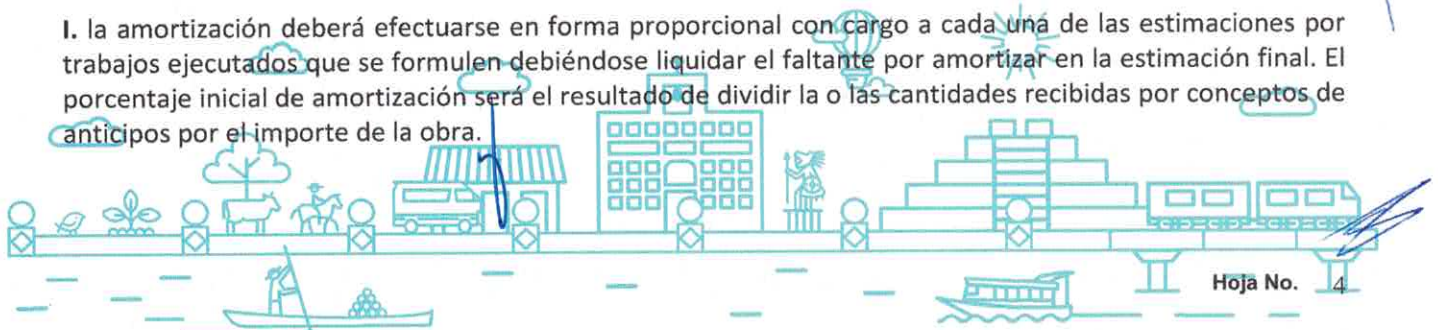 I. la amortización deberá efectuarse en forma proporcional con cargo a cada una de las estimaciones por
trabajos ejecutados que se formulen debiéndose liquidar el faltante por amortizar en la estimación final. El
porcentaje inicial de amortización será el resultado de dividir la o las cantidades recibidas por conceptos de
anticipos por el importe de la obra.
Hoja No. 4